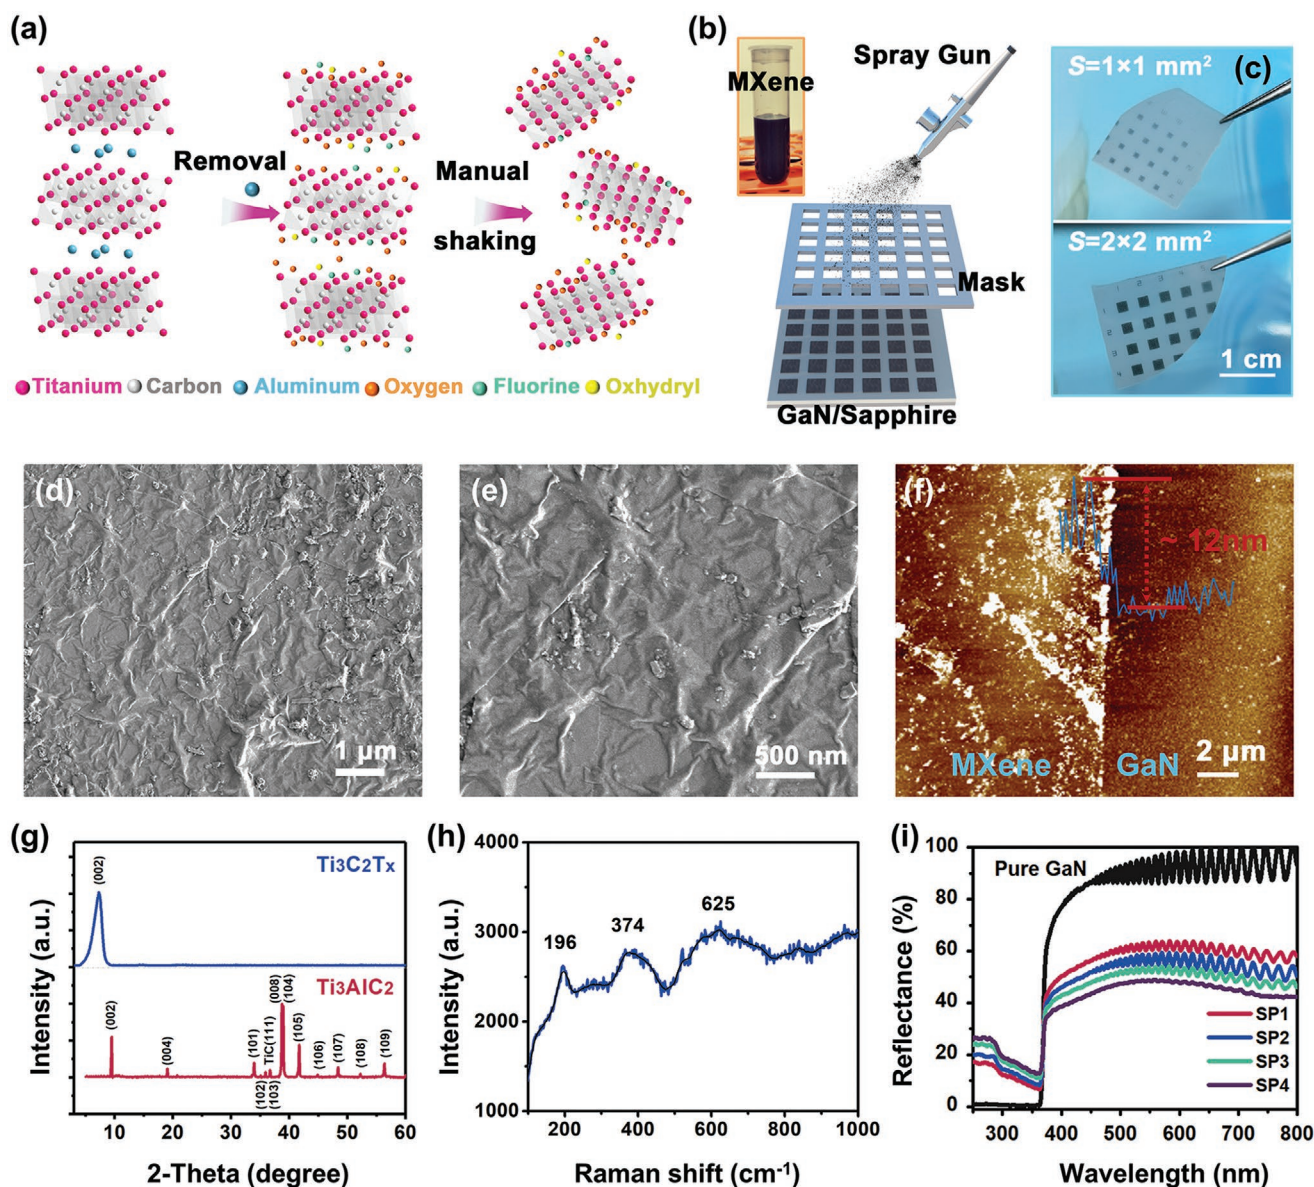 (a)
Removal
Manual
shaking
Titanium Carbon Aluminum Oxygen Fluorine Oxhydryl
(b)
MXene
Spray Gun
Mask
GaN/Sapphire
(c)
S=1×1 mm²
S=2×2 mm²
1 cm
(d)
1 µm
(e)
500 nm
(f)
~ 12nm
MXene
GaN
2 µm
(g)
Ti3C2Tx
(002)
Ti3AlC2
(002)
(004)
(101)
(102)
TiC(111)
(103)
(008)
(104)
(105)
(106)
(107)
(108)
(109)
Intensity (a.u.)
10 20 30 40 50 60
2-Theta (degree)
(h)
4000
3000
2000
1000
196
374
625
Intensity (a.u.)
200 400 600 800 1000
Raman shift (cm⁻¹)
(i)
100
80
60
40
20
0
Pure GaN
SP1
SP2
SP3
SP4
Reflectance (%)
300 400 500 600 700 800
Wavelength (nm)